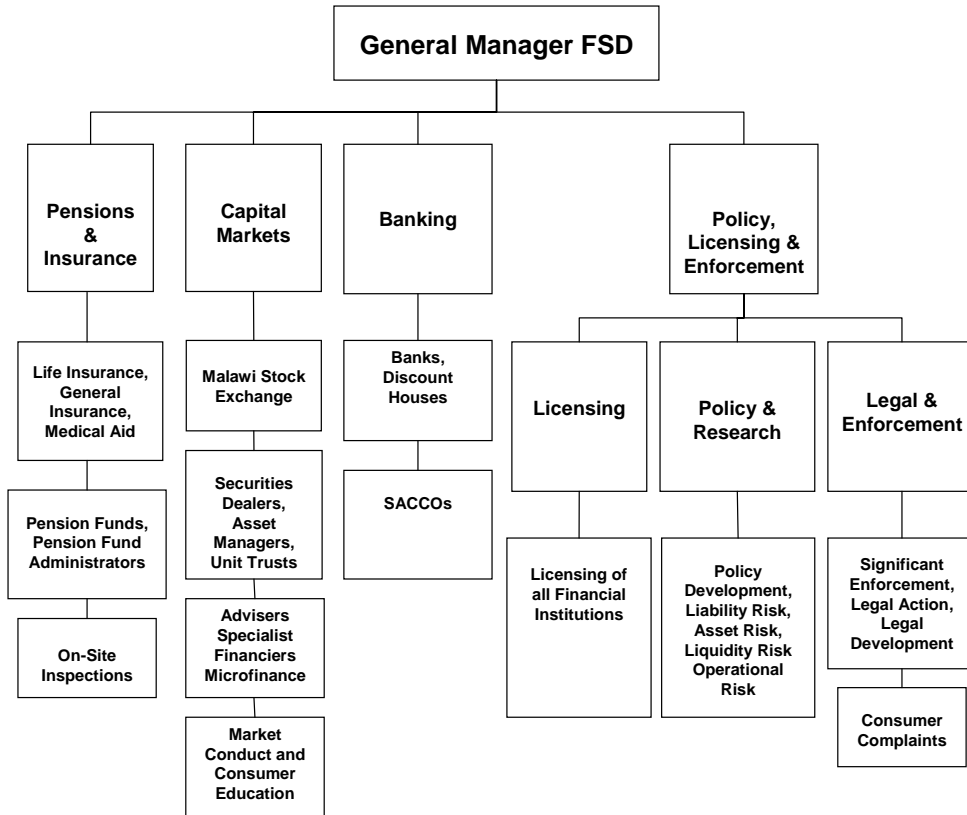 General Manager FSD
Pensions
&
Insurance
Capital
Markets
Banking
Policy,
Licensing &
Enforcement
Life Insurance,
General
Insurance,
Medical Aid
Pension Funds,
Pension Fund
Administrators
On-Site
Inspections
Malawi Stock
Exchange
Securities
Dealers,
Asset
Managers,
Unit Trusts
Advisers
Specialist
Financiers
Microfinance
Market
Conduct and
Consumer
Education
Banks,
Discount
Houses
SACCOs
Licensing
Policy &
Research
Legal &
Enforcement
Licensing of
all Financial
Institutions
Policy
Development,
Liability Risk,
Asset Risk,
Liquidity Risk
Operational
Risk
Significant
Enforcement,
Legal Action,
Legal
Development
Consumer
Complaints